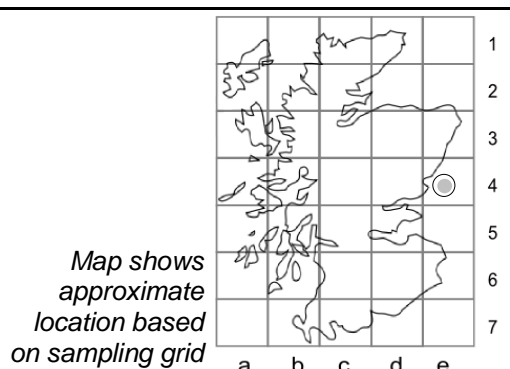 1
2
3
4
5
6
7
Map shows
approximate
location based
on sampling grid
a b c d e